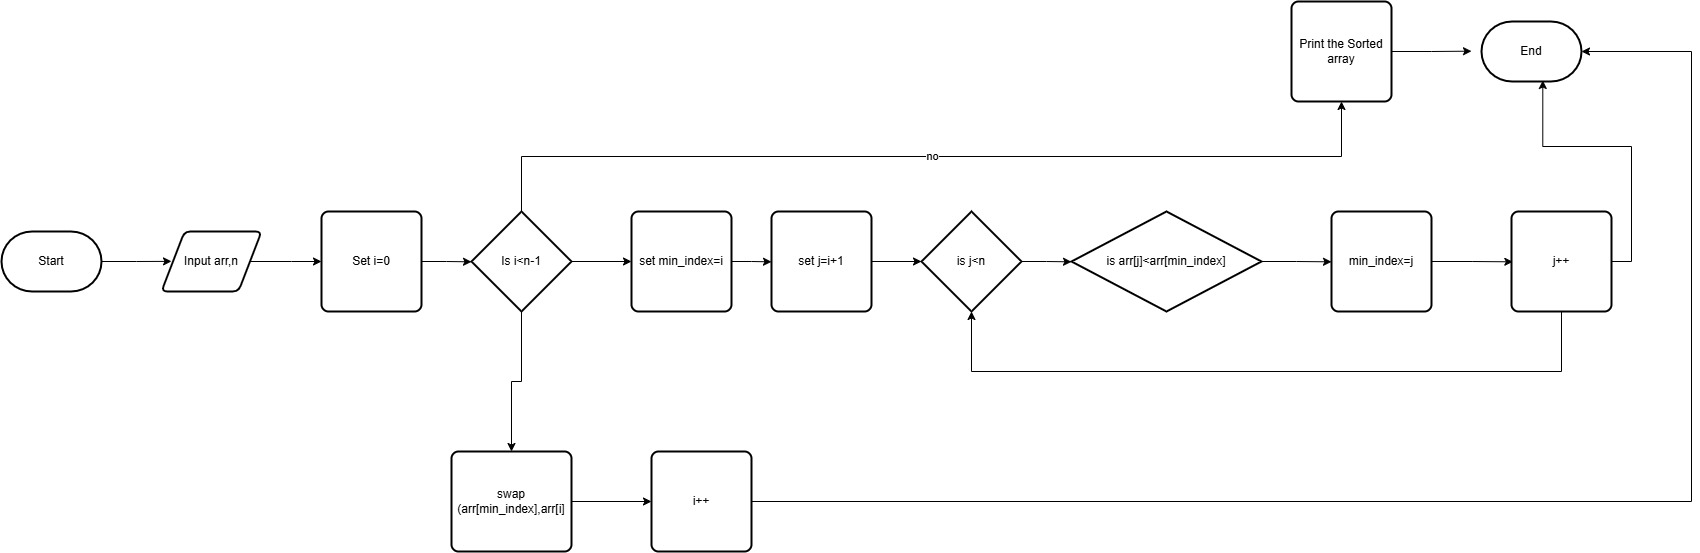 Print the Sorted
array
End
no
Start
Input arr,n
Set i=0
Is i<n-1
set min_index=i
set j=i+1
is j<n
is arr[j]<arr[min_index]
min_index=j
j++
swap
(arr[min_index],arr[i]
i++